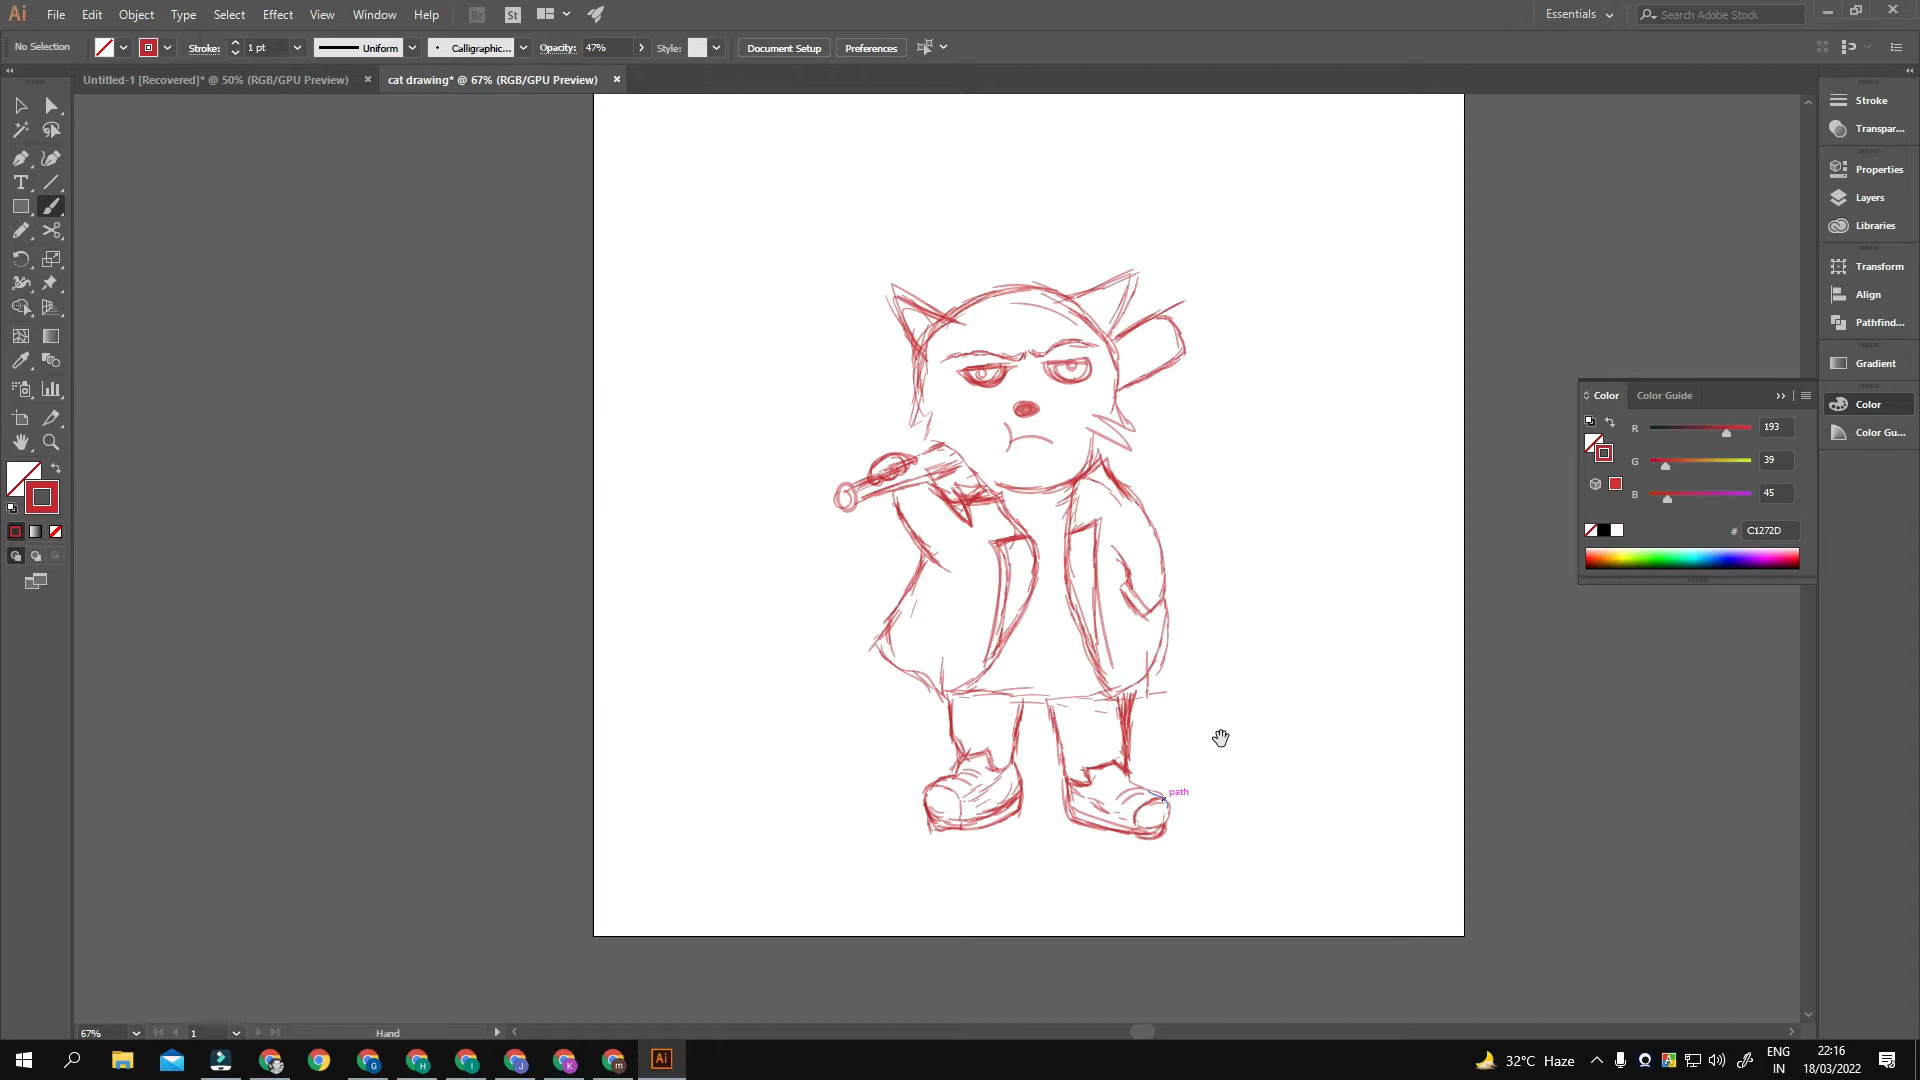 Ai File Edit Object Type Select Effect View Window Help Br St Essentials Search Adobe Stock
No Selection Stroke: 1 pt Uniform Calligraphic... Opacity: 47% Style: Document Setup Preferences
Untitled-1 [Recovered]* @ 50% (RGB/GPU Preview) × cat drawing* @ 67% (RGB/GPU Preview) ×
Stroke
Transpar...
Properties
Layers
Libraries
Transform
Align
Pathfind...
Gradient
Color
Color Gu...
Color Color Guide
R 193
G 39
B 45
# C1272D
path
67% 1 Hand
Ai 32°C Haze ENG 22:16
IN 18/03/2022